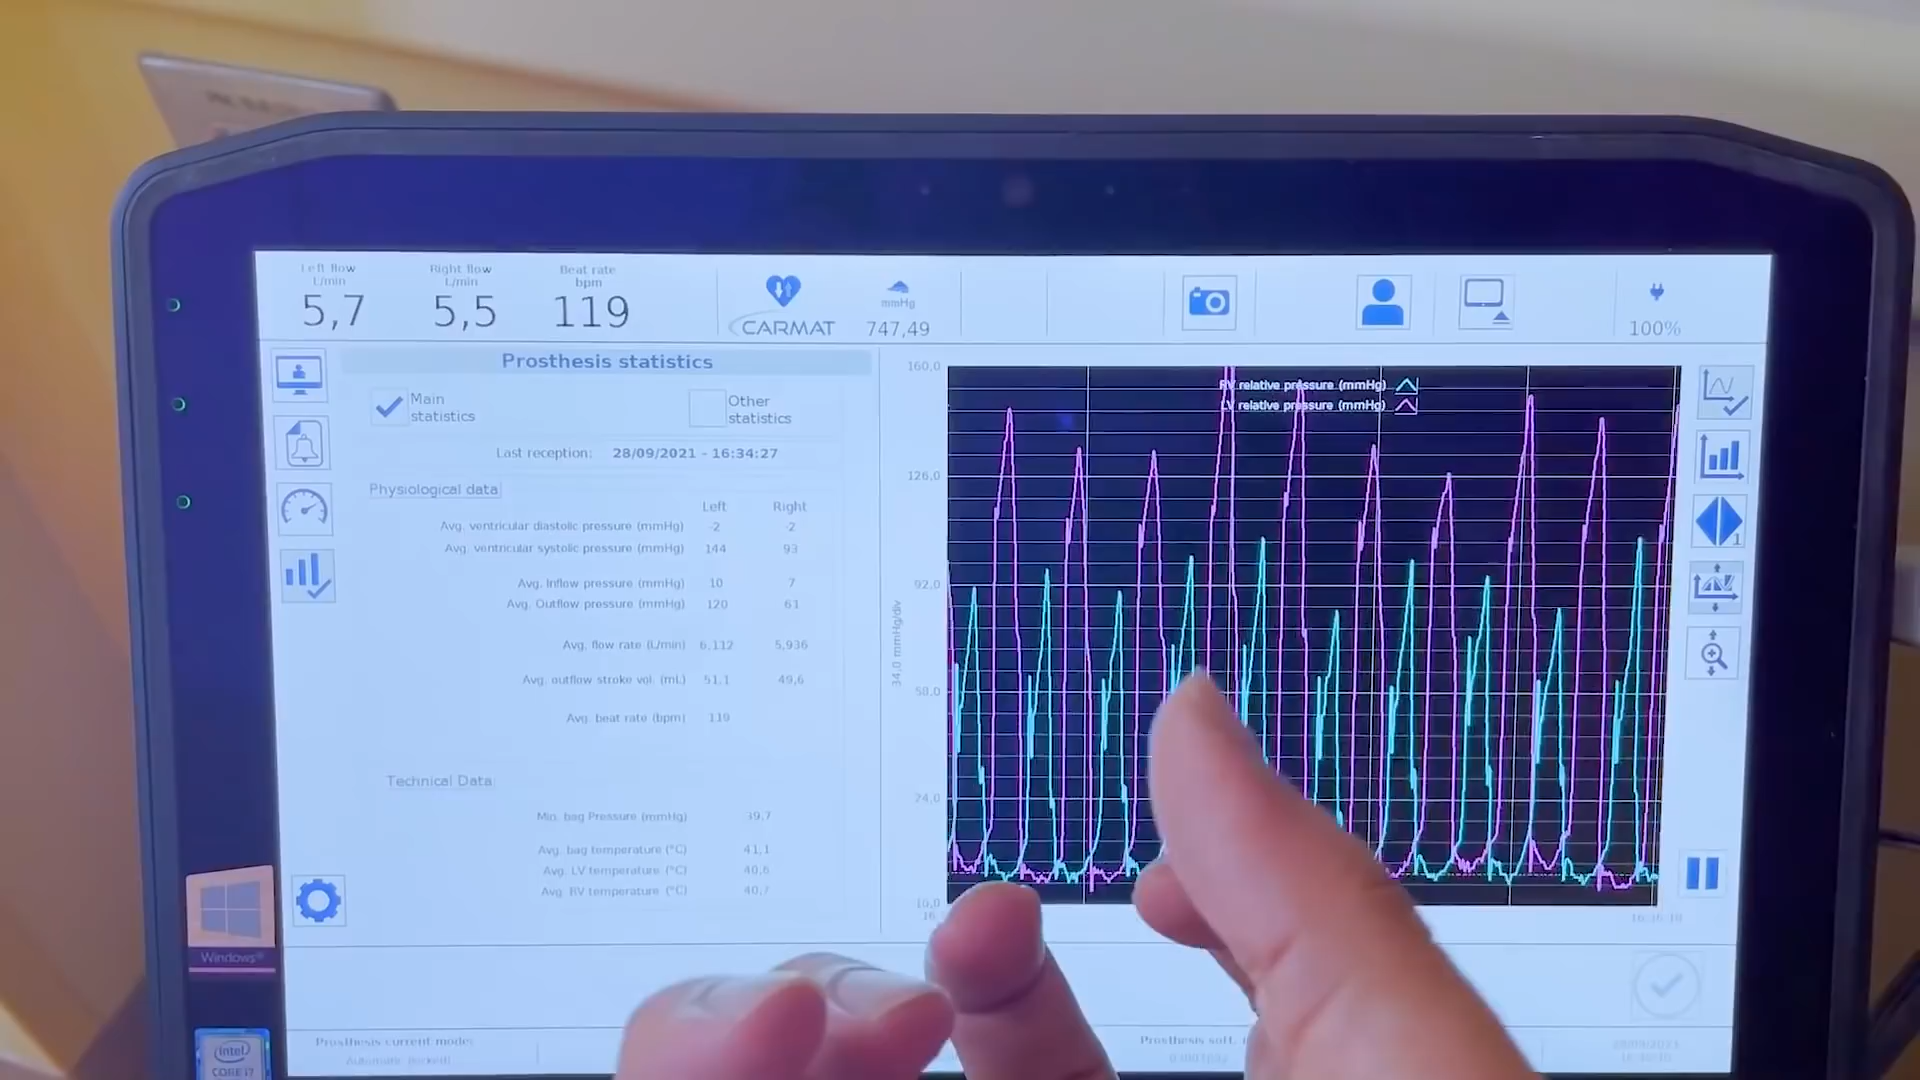 Left flow
L/min
5,7
Right flow
L/min
5,5
Beat rate
bpm
119
CARMAT
mmHg
747,49
100%
Prosthesis statistics
Main
statistics
Other
statistics
Last reception: 28/09/2021 - 16:34:27
Physiological data
Left Right
Avg. ventricular diastolic pressure (mmHg) -2 -2
Avg. ventricular systolic pressure (mmHg) 144 93
Avg. Inflow pressure (mmHg) 10 7
Avg. Outflow pressure (mmHg) 120 61
Avg. flow rate (L/min) 6,112 5,936
Avg. outflow stroke vol. (mL) 51,1 49,6
Avg. beat rate (bpm) 119
Technical Data
Min. bag Pressure (mmHg) 39,7
Avg. bag temperature (°C) 41,1
Avg. LV temperature (°C) 40,6
Avg. RV temperature (°C) 40,7
RV relative pressure (mmHg)
LV relative pressure (mmHg)
160,0
126,0
92,0
58,0
24,0
10,0
34,0 mmHg/div
1
Windows®
intel
CORE i7
Prosthesis current mode:
Prosthesis soft.